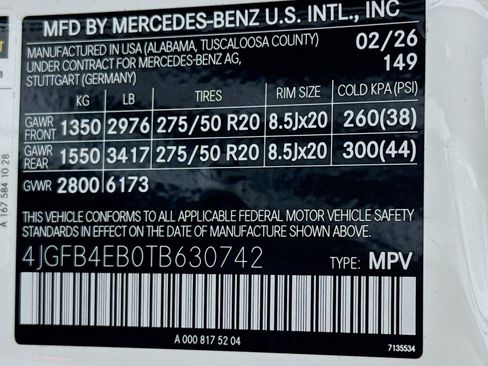 MFD BY MERCEDES-BENZ U.S. INTL., INC
MANUFACTURED IN USA (ALABAMA, TUSCALOOSA COUNTY) 02/26
UNDER CONTRACT FOR MERCEDES-BENZ AG, 149
STUTTGART (GERMANY)
KG LB TIRES RIM SIZE COLD KPA (PSI)
GAWR FRONT 1350 2976 275/50 R20 8.5Jx20 260(38)
GAWR REAR 1550 3417 275/50 R20 8.5Jx20 300(44)
GVWR 2800 6173
THIS VEHICLE CONFORMS TO ALL APPLICABLE FEDERAL MOTOR VEHICLE SAFETY
STANDARDS IN EFFECT ON THE DATE OF MANUFACTURE SHOWN ABOVE.
4JGFB4EB0TB630742 TYPE: MPV
A 000 817 52 04
7135534
A 167 584 10 28